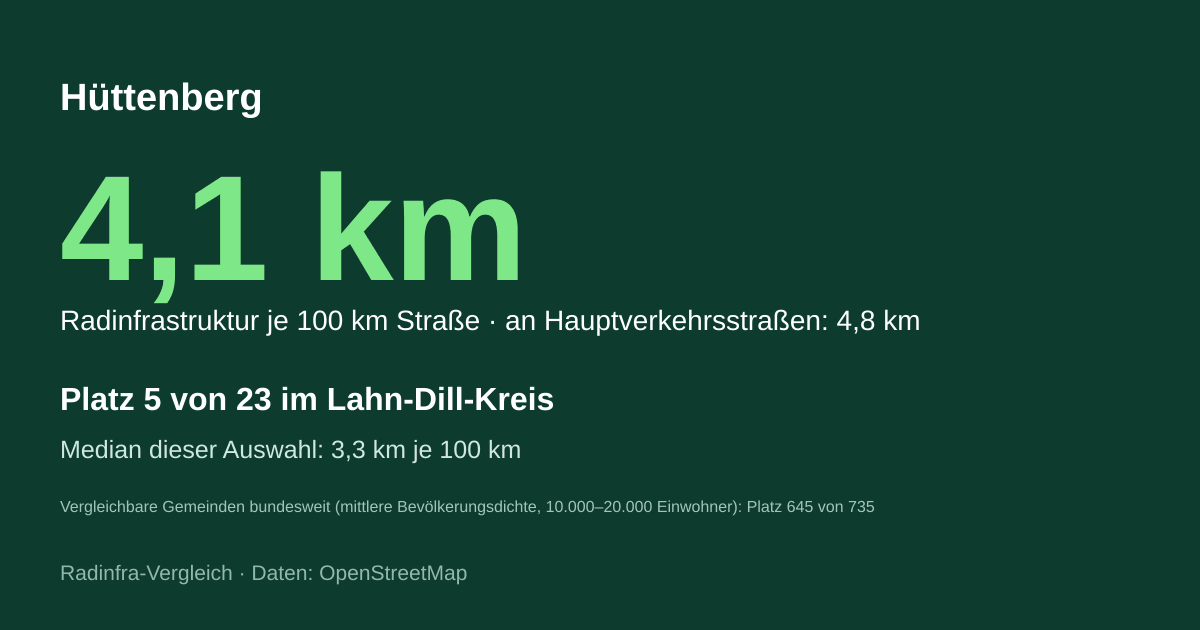 Hüttenberg
4,1 km
Radinfrastruktur je 100 km Straße · an Hauptverkehrsstraßen: 4,8 km
Platz 5 von 23 im Lahn-Dill-Kreis
Median dieser Auswahl: 3,3 km je 100 km
Vergleichbare Gemeinden bundesweit (mittlere Bevölkerungsdichte, 10.000–20.000 Einwohner): Platz 645 von 735
Radinfra-Vergleich · Daten: OpenStreetMap